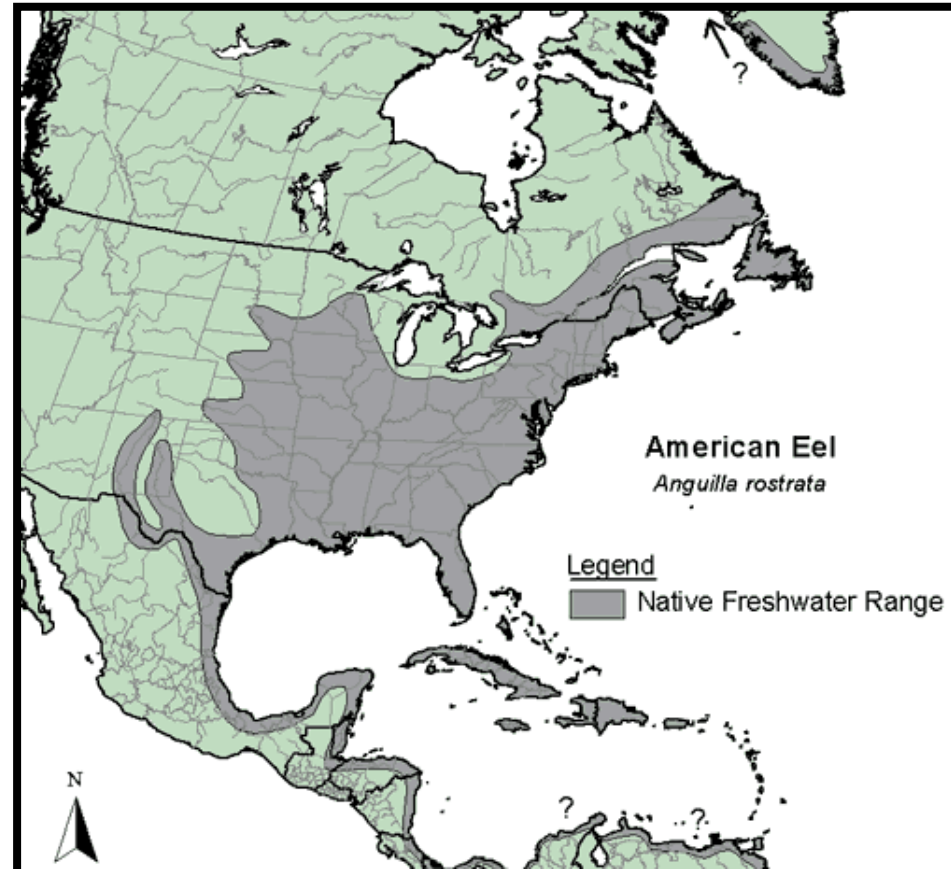 ?
American Eel
Anguilla rostrata
Legend
Native Freshwater Range
N
?
?